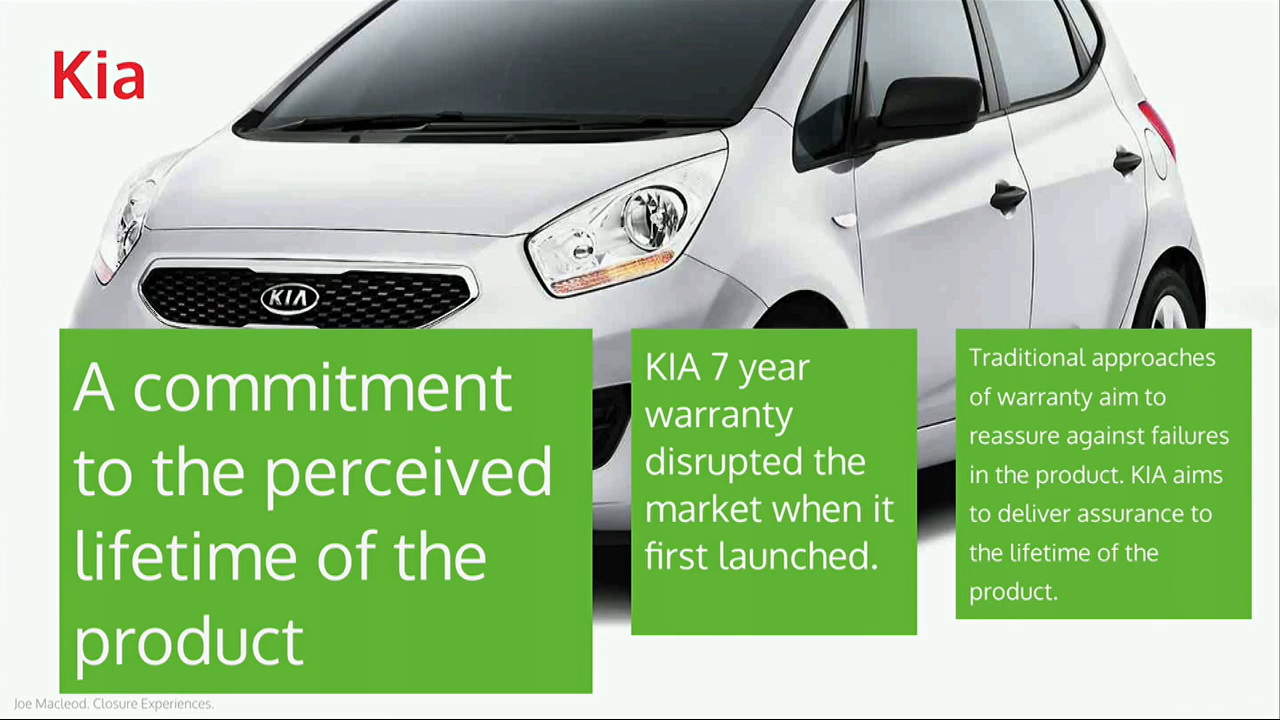 Kia
KIA
A commitment
to the perceived
lifetime of the
product
KIA 7 year
warranty
disrupted the
market when it
first launched.
Traditional approaches
of warranty aim to
reassure against failures
in the product. KIA aims
to deliver assurance to
the lifetime of the
product.
Joe Macleod. Closure Experiences.